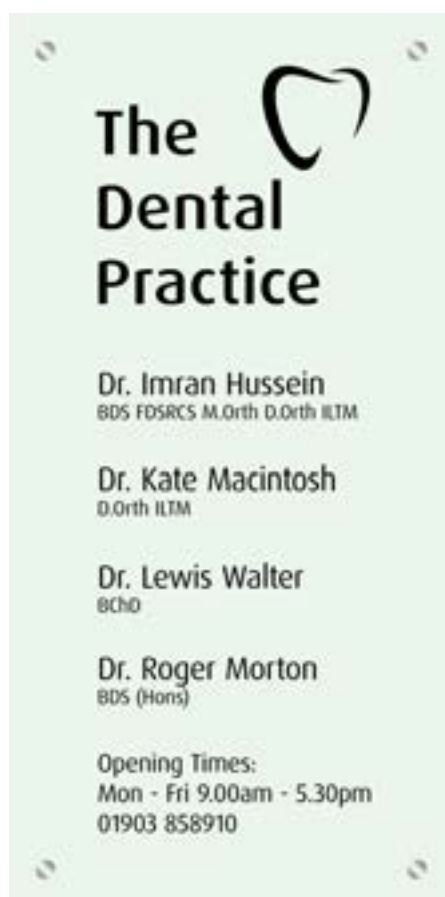 The
Dental
Practice
Dr. Imran Hussein
BDS FDSRCS M.Orth D.Orth ILTM
Dr. Kate Macintosh
D.Orth ILTM
Dr. Lewis Walter
BChD
Dr. Roger Morton
BDS (Hons)
Opening Times:
Mon - Fri 9.00am - 5.30pm
01903 858910